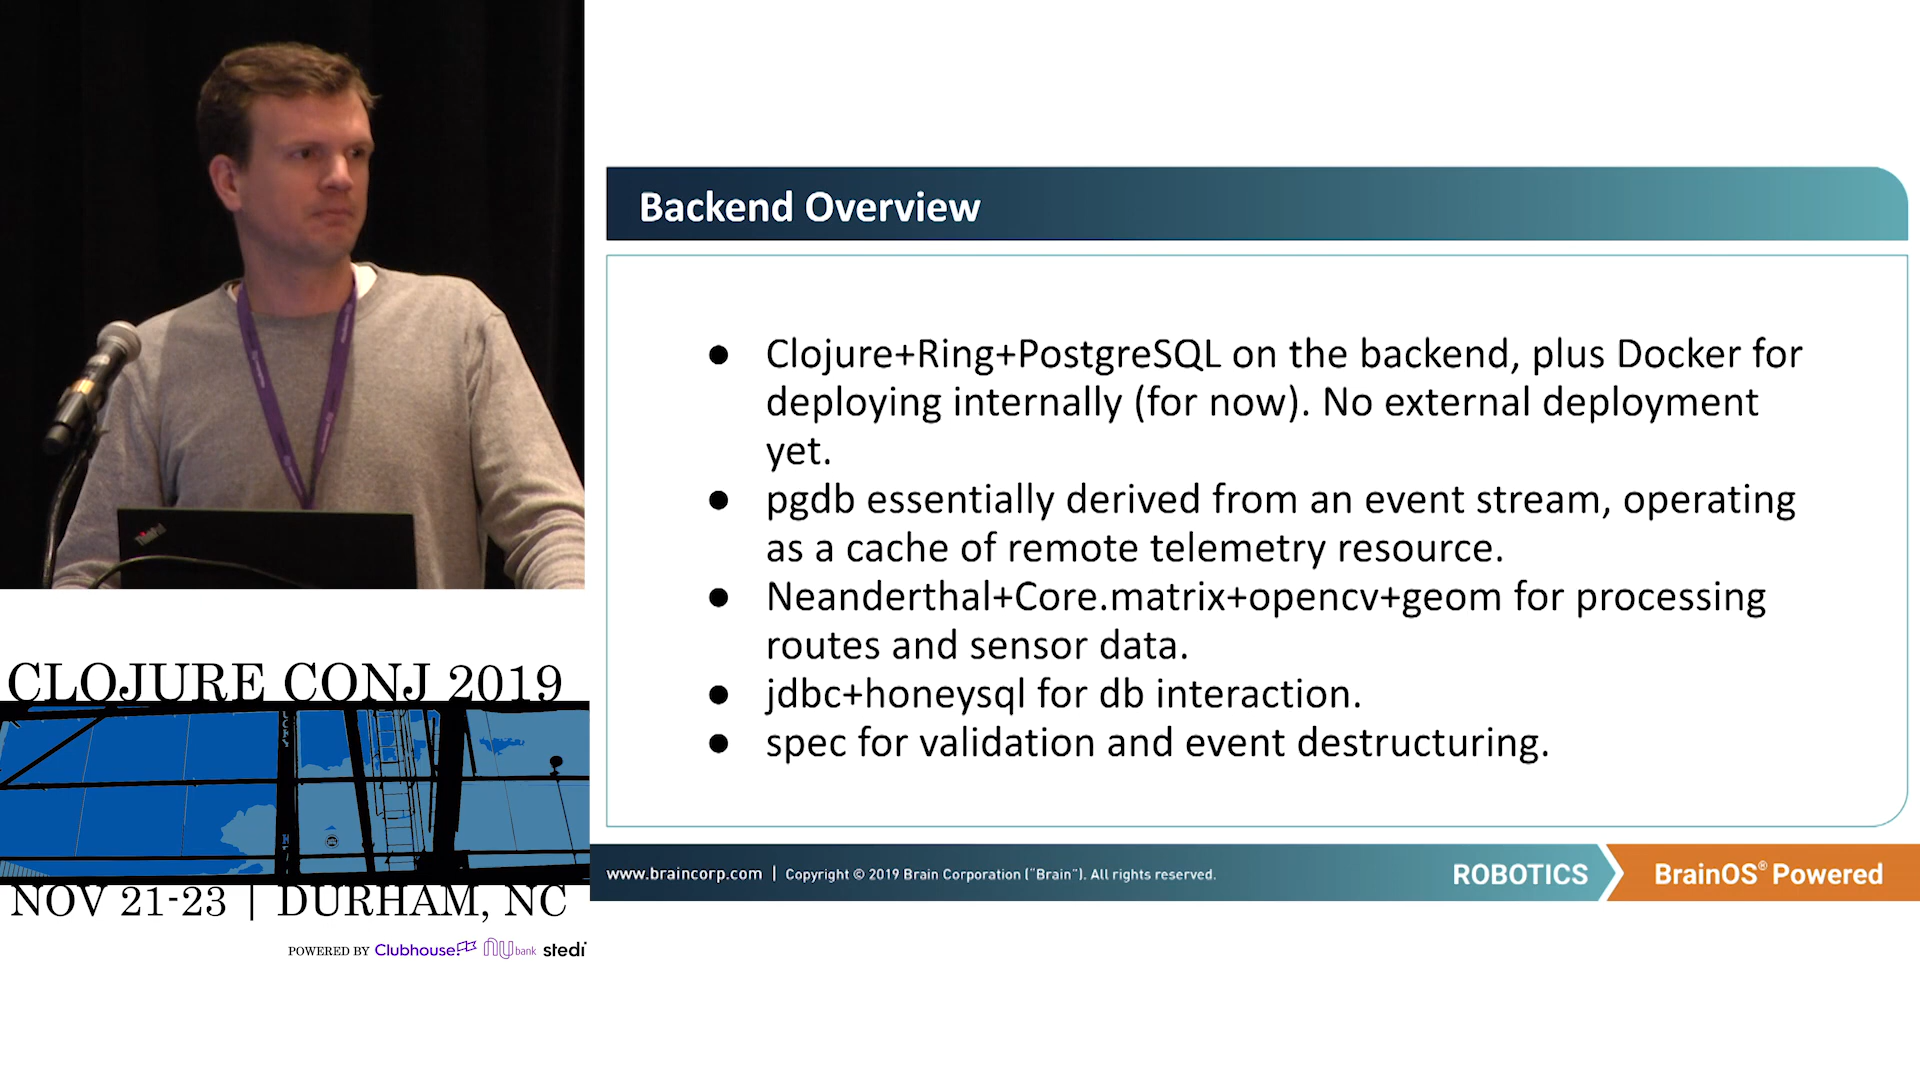 Backend Overview
● Clojure+Ring+PostgreSQL on the backend, plus Docker for
deploying internally (for now). No external deployment
yet.
● pgdb essentially derived from an event stream, operating
as a cache of remote telemetry resource.
● Neanderthal+Core.matrix+opencv+geom for processing
routes and sensor data.
● jdbc+honeysql for db interaction.
● spec for validation and event destructuring.
www.braincorp.com | Copyright © 2019 Brain Corporation ("Brain"). All rights reserved.
ROBOTICS
BrainOS® Powered
ThinkPad
CLOJURE CONJ 2019
NOV 21-23 | DURHAM, NC
POWERED BY Clubhouse nu bank stedi